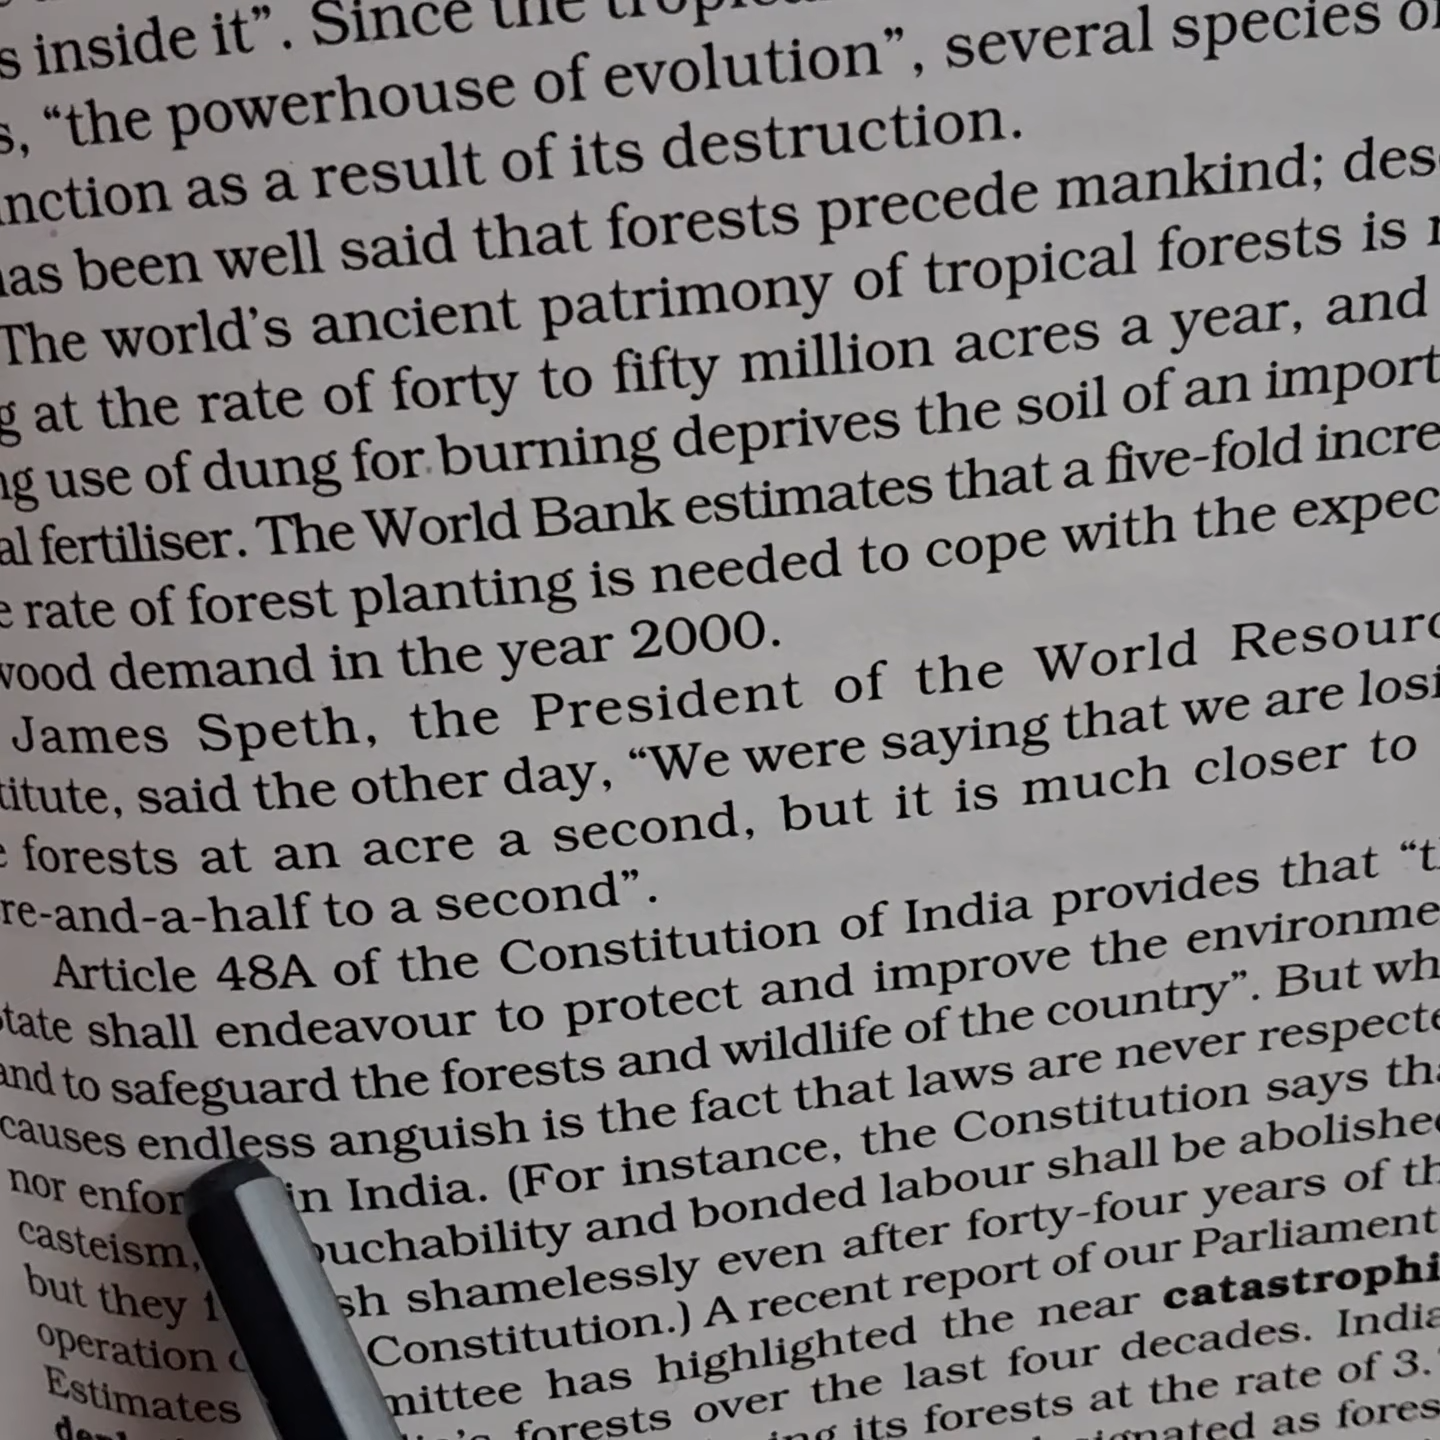 s inside it”. Since the tropical
s, “the powerhouse of evolution”, several species of
nction as a result of its destruction.
as been well said that forests precede mankind; des
The world’s ancient patrimony of tropical forests is
g at the rate of forty to fifty million acres a year, and
ng use of dung for burning deprives the soil of an import
al fertiliser. The World Bank estimates that a five-fold incre
e rate of forest planting is needed to cope with the expec
wood demand in the year 2000.
James Speth, the President of the World Resourc
titute, said the other day, “We were saying that we are losi
e forests at an acre a second, but it is much closer to
re-and-a-half to a second”.
Article 48A of the Constitution of India provides that “t
State shall endeavour to protect and improve the environme
and to safeguard the forests and wildlife of the country”. But wh
causes endless anguish is the fact that laws are never respecte
nor enfor in India. (For instance, the Constitution says tha
casteism, ouchability and bonded labour shall be abolishe
but they sh shamelessly even after forty-four years of th
operation Constitution.) A recent report of our Parliament
Estimates mittee has highlighted the near catastrophi
forests over the last four decades. India
ing its forests at the rate of 3.
gnated as fores